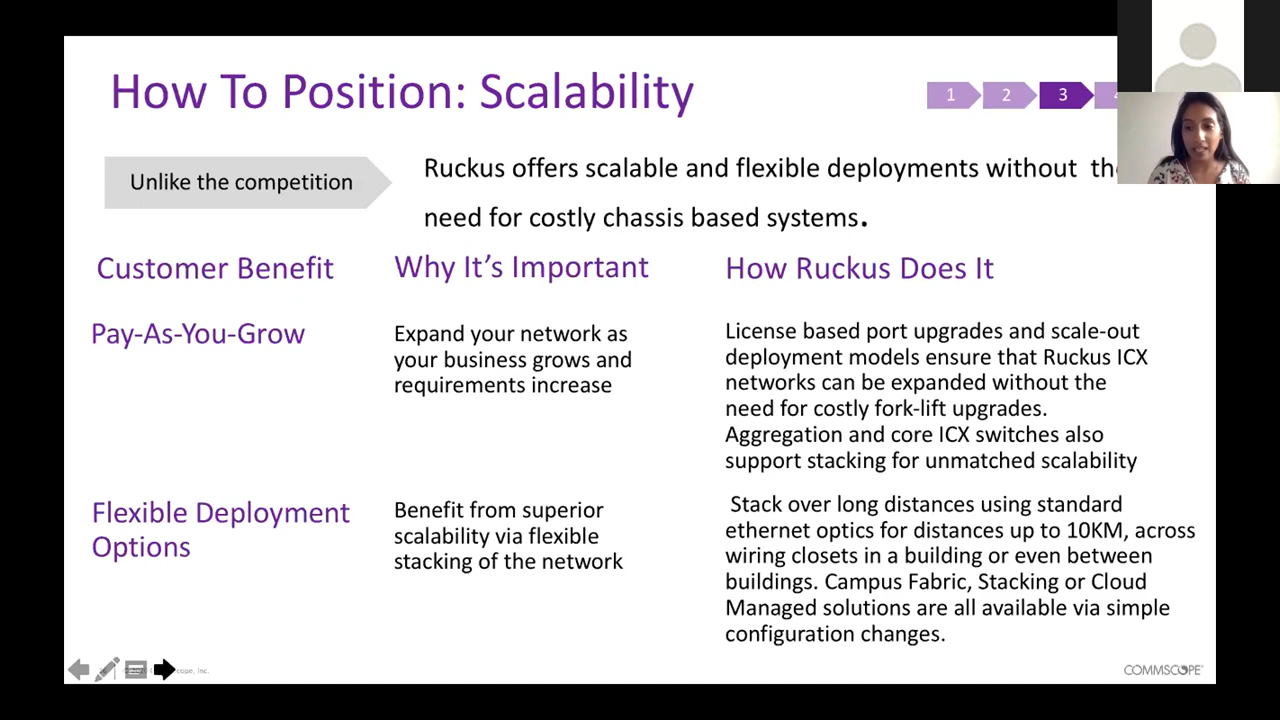 How To Position: Scalability
1
2
3
Unlike the competition
Ruckus offers scalable and flexible deployments without
need for costly chassis based systems.
Customer Benefit
Why It's Important
How Ruckus Does It
Pay-As-You-Grow
Expand your network as
your business grows and
requirements increase
License based port upgrades and scale-out
deployment models ensure that Ruckus ICX
networks can be expanded without the
need for costly fork-lift upgrades.
Aggregation and core ICX switches also
support stacking for unmatched scalability
Flexible Deployment
Options
Benefit from superior
scalability via flexible
stacking of the network
Stack over long distances using standard
ethernet optics for distances up to 10KM, across
wiring closets in a building or even between
buildings. Campus Fabric, Stacking or Cloud
Managed solutions are all available via simple
configuration changes.
COMMSCOPE